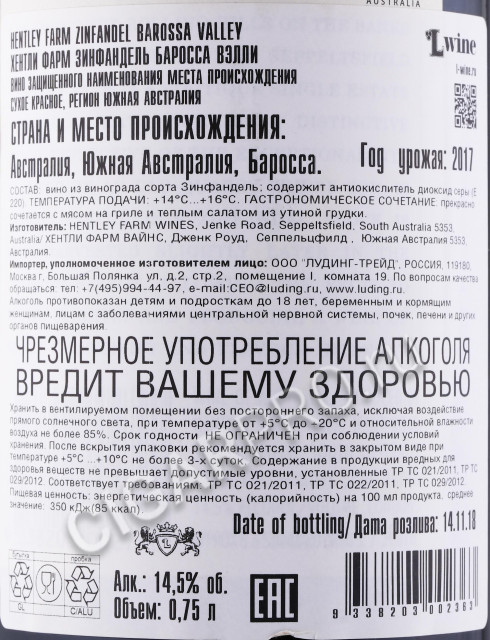 AUSTRALIA
HENTLEY FARM ZINFANDEL BAROSSA VALLEY
ХЕНТЛИ ФАРМ ЗИНФАНДЕЛЬ БАРОССА ВЭЛЛИ
ВИНО ЗАЩИЩЕННОГО НАИМЕНОВАНИЯ МЕСТА ПРОИСХОЖДЕНИЯ
СУХОЕ КРАСНОЕ, РЕГИОН ЮЖНАЯ АВСТРАЛИЯ
L wine
l-wine.ru
СТРАНА И МЕСТО ПРОИСХОЖДЕНИЯ:
Австралия, Южная Австралия, Баросса.
Год урожая: 2017
СОСТАВ: вино из винограда сорта Зинфандель; содержит антиокислитель диоксид серы (Е
220). ТЕМПЕРАТУРА ПОДАЧИ: +14°С...+16°С. ГАСТРОНОМИЧЕСКОЕ СОЧЕТАНИЕ: прекрасно
сочетается с мясом на гриле и теплым салатом из утиной грудки.
Изготовитель: HENTLEY FARM WINES, Jenke Road, Seppeltsfield, South Australia 5353,
Australia/ ХЕНТЛИ ФАРМ ВАЙНС, Дженк Роуд, Сеппельцфилд , Южная Австралия 5353,
Австралия.
Импортер, уполномоченное изготовителем лицо: ООО "ЛУДИНГ-ТРЕЙД", РОССИЯ, 119180,
Москва г, Большая Полянка ул, д.2, стр.2, помещение I, комната 19. По вопросам качества
обращаться: тел: +7(495)994-44-97, e-mail:CEO@luding.ru, www.luding.ru.
Алкоголь противопоказан детям и подросткам до 18 лет, беременным и кормящим
женщинам, лицам с заболеваниями центральной нервной системы, почек, печени и других
органов пищеварения.
ЧРЕЗМЕРНОЕ УПОТРЕБЛЕНИЕ АЛКОГОЛЯ
ВРЕДИТ ВАШЕМУ ЗДОРОВЬЮ
Хранить в вентилируемом помещении без постороннего запаха, исключая воздействие
прямого солнечного света, при температуре от +5°С до +20°С и относительной влажности
воздуха не более 85%. Срок годности НЕ ОГРАНИЧЕН при соблюдении условий
хранения. После вскрытия упаковки рекомендуется хранить в закрытом виде при
температуре +5°С ...+10°С не более 3-х суток. Содержание в продукции вредных для
здоровья веществ не превышает допустимые уровни, установленные ТР ТС 021/2011, ТР ТС
029/2012. Соответствует требованиям: ТР ТС 021/2011, ТР ТС 022/2011, ТР ТС 029/2012.
Пищевая ценность: энергетическая ценность (калорийность) на 100 мл продукта, среднее
значение: 350 кДж(85 ккал)
Date of bottling/Дата розлива: 14.11.18
бутылка
пробка
GL
C/ALU
Алк.: 14,5% об.
Объем: 0,75 л
EAC
9 338203 002363
CIGARPRO.ru